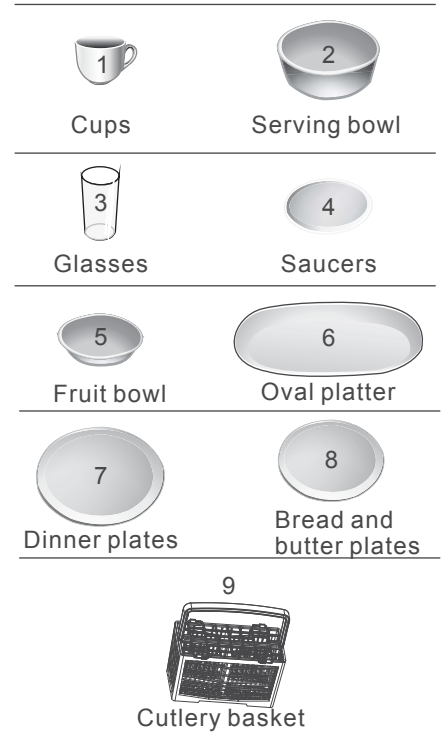 1
2
Cups
Serving bowl
3
4
Glasses
Saucers
5
6
Fruit bowl
Oval platter
7
8
Dinner plates
Bread and
butter plates
9
Cutlery basket